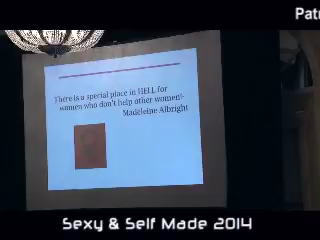 Patr
There is a special place in HELL for
women who don't help other women!-
Madeleine Albright
Sexy & Self Made 2014